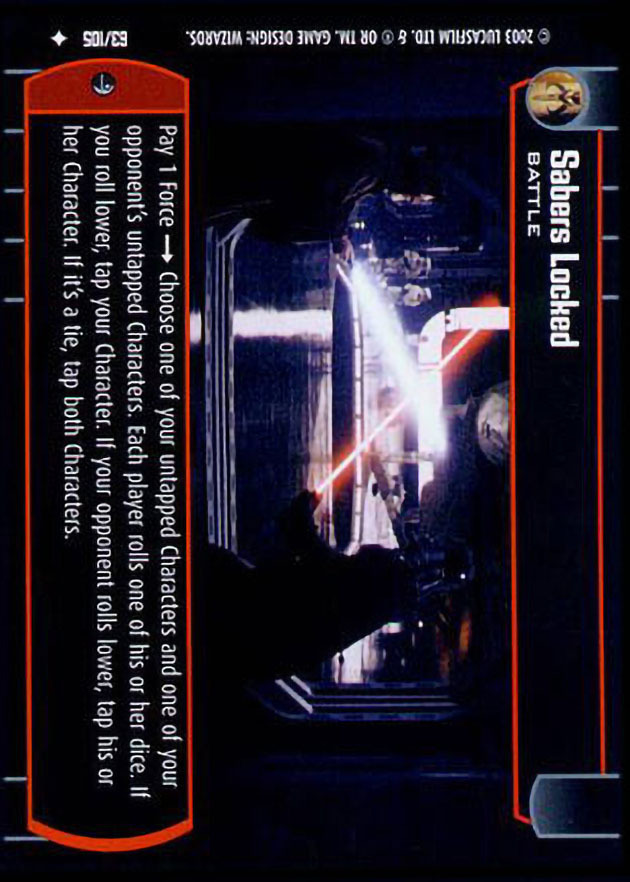 Sabers Locked
BATTLE
Pay 1 Force → Choose one of your untapped Characters and one of your
opponent's untapped Characters. Each player rolls one of his or her dice. If
you roll lower, tap your Character. If your opponent rolls lower, tap his or
her Character. If it's a tie, tap both Characters.
© 2003 LUCASFILM LTD. & ® OR TM. GAME DESIGN: WIZARDS.
63/105